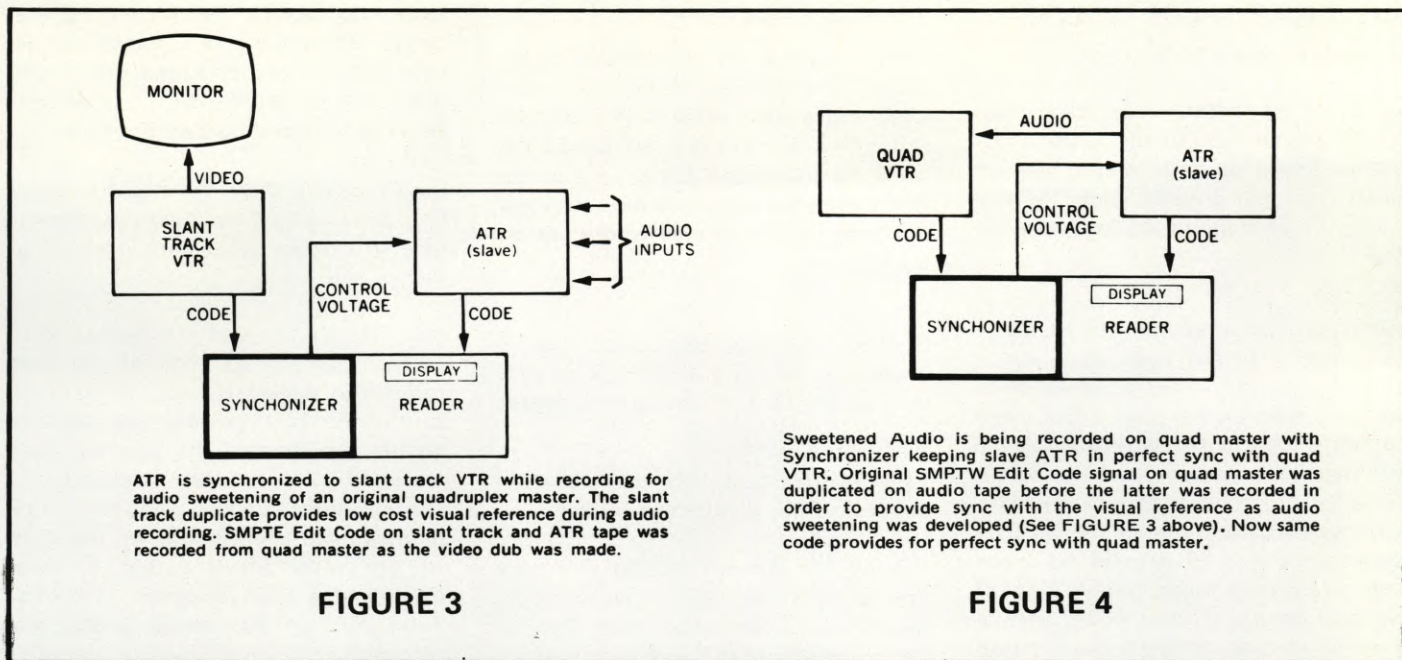 MONITOR
VIDEO
SLANT
TRACK
VTR
ATR
(slave)
AUDIO
INPUTS
CONTROL
VOLTAGE
CODE
CODE
DISPLAY
SYNCHONIZER
READER
ATR is synchronized to slant track VTR while recording for
audio sweetening of an original quadruplex master. The slant
track duplicate provides low cost visual reference during audio
recording. SMPTE Edit Code on slant track and ATR tape was
recorded from quad master as the video dub was made.
FIGURE 3
AUDIO
QUAD
VTR
ATR
(slave)
CONTROL
VOLTAGE
CODE
CODE
DISPLAY
SYNCHONIZER
READER
Sweetened Audio is being recorded on quad master with
Synchronizer keeping slave ATR in perfect sync with quad
VTR. Original SMPTW Edit Code signal on quad master was
duplicated on audio tape before the latter was recorded in
order to provide sync with the visual reference as audio
sweetening was developed (See FIGURE 3 above). Now same
code provides for perfect sync with quad master.
FIGURE 4